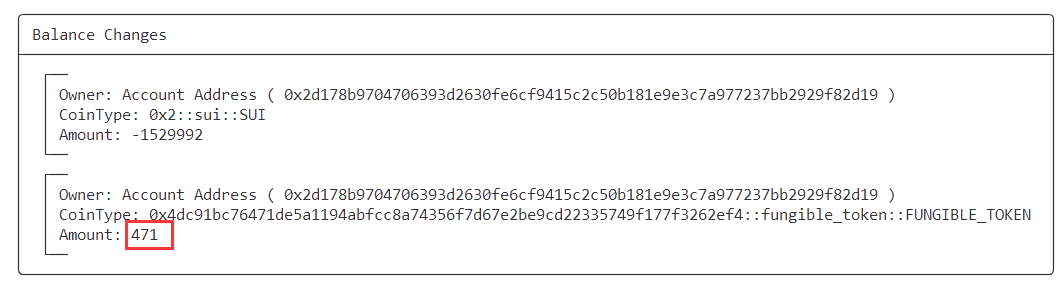 Balance Changes
Owner: Account Address ( 0x2d178b9704706393d2630fe6cf9415c2c50b181e9e3c7a977237bb2929f82d19 )
CoinType: 0x2::sui::SUI
Amount: -1529992
Owner: Account Address ( 0x2d178b9704706393d2630fe6cf9415c2c50b181e9e3c7a977237bb2929f82d19 )
CoinType: 0x4dc91bc76471de5a1194abfcc8a74356f7d67e2be9cd22335749f177f3262ef4::fungible_token::FUNGIBLE_TOKEN
Amount: 471